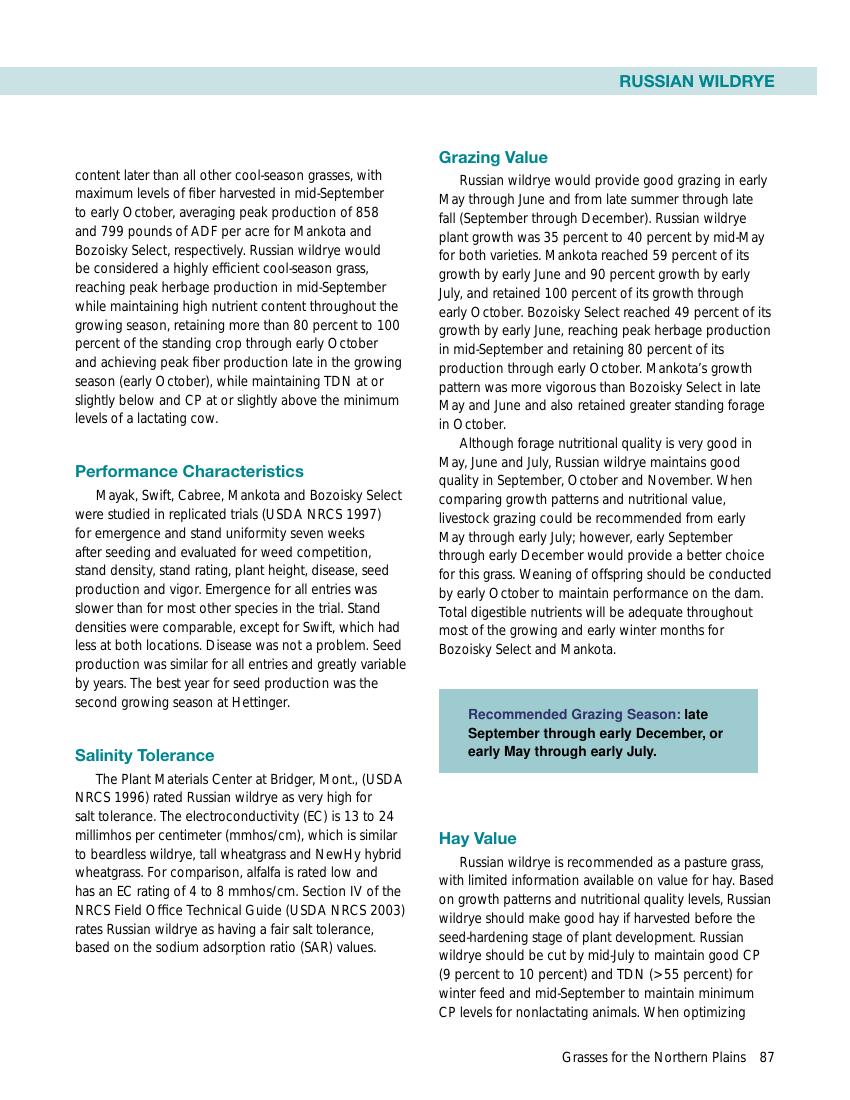 RUSSIAN WILDRYE
content later than all other cool-season grasses, with
maximum levels of fiber harvested in mid-September
to early October, averaging peak production of 858
and 799 pounds of ADF per acre for Mankota and
Bozoisky Select, respectively. Russian wildrye would
be considered a highly efficient cool-season grass,
reaching peak herbage production in mid-September
while maintaining high nutrient content throughout the
growing season, retaining more than 80 percent to 100
percent of the standing crop through early October
and achieving peak fiber production late in the growing
season (early October), while maintaining TDN at or
slightly below and CP at or slightly above the minimum
levels of a lactating cow.
Performance Characteristics
Mayak, Swift, Cabree, Mankota and Bozoisky Select
were studied in replicated trials (USDA NRCS 1997)
for emergence and stand uniformity seven weeks
after seeding and evaluated for weed competition,
stand density, stand rating, plant height, disease, seed
production and vigor. Emergence for all entries was
slower than for most other species in the trial. Stand
densities were comparable, except for Swift, which had
less at both locations. Disease was not a problem. Seed
production was similar for all entries and greatly variable
by years. The best year for seed production was the
second growing season at Hettinger.
Salinity Tolerance
The Plant Materials Center at Bridger, Mont., (USDA
NRCS 1996) rated Russian wildrye as very high for
salt tolerance. The electroconductivity (EC) is 13 to 24
millimhos per centimeter (mmhos/cm), which is similar
to beardless wildrye, tall wheatgrass and NewHy hybrid
wheatgrass. For comparison, alfalfa is rated low and
has an EC rating of 4 to 8 mmhos/cm. Section IV of the
NRCS Field Office Technical Guide (USDA NRCS 2003)
rates Russian wildrye as having a fair salt tolerance,
based on the sodium adsorption ratio (SAR) values.
Grazing Value
Russian wildrye would provide good grazing in early
May through June and from late summer through late
fall (September through December). Russian wildrye
plant growth was 35 percent to 40 percent by mid-May
for both varieties. Mankota reached 59 percent of its
growth by early June and 90 percent growth by early
July, and retained 100 percent of its growth through
early October. Bozoisky Select reached 49 percent of its
growth by early June, reaching peak herbage production
in mid-September and retaining 80 percent of its
production through early October. Mankota's growth
pattern was more vigorous than Bozoisky Select in late
May and June and also retained greater standing forage
in October.
Although forage nutritional quality is very good in
May, June and July, Russian wildrye maintains good
quality in September, October and November. When
comparing growth patterns and nutritional value,
livestock grazing could be recommended from early
May through early July; however, early September
through early December would provide a better choice
for this grass. Weaning of offspring should be conducted
by early October to maintain performance on the dam.
Total digestible nutrients will be adequate throughout
most of the growing and early winter months for
Bozoisky Select and Mankota.
Recommended Grazing Season: late
September through early December, or
early May through early July.
Hay Value
Russian wildrye is recommended as a pasture grass,
with limited information available on value for hay. Based
on growth patterns and nutritional quality levels, Russian
wildrye should make good hay if harvested before the
seed-hardening stage of plant development. Russian
wildrye should be cut by mid-July to maintain good CP
(9 percent to 10 percent) and TDN (>55 percent) for
winter feed and mid-September to maintain minimum
CP levels for nonlactating animals. When optimizing
Grasses for the Northern Plains 87